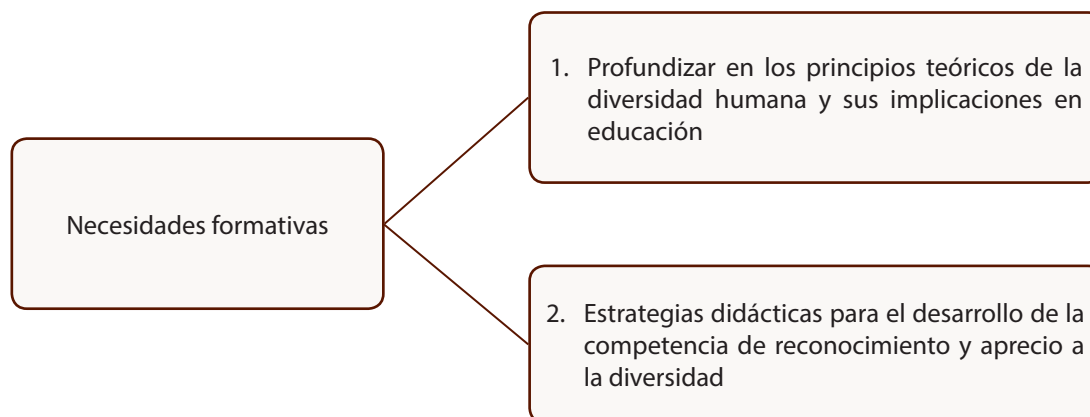 Necesidades formativas
1. Profundizar en los principios teóricos de la
diversidad humana y sus implicaciones en
educación
2. Estrategias didácticas para el desarrollo de la
competencia de reconocimiento y aprecio a
la diversidad